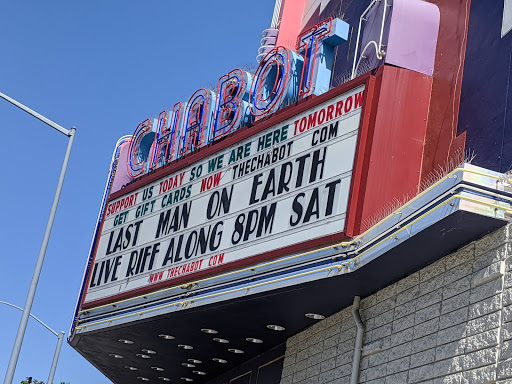 CHABOT
SUPPORT US TODAY SO WE ARE HERE TOMORROW
GET GIFT CARDS NOW THECHABOT COM
LAST MAN ON EARTH
LIVE RIFF ALONG 8PM SAT
WWW.THECHABOT.COM